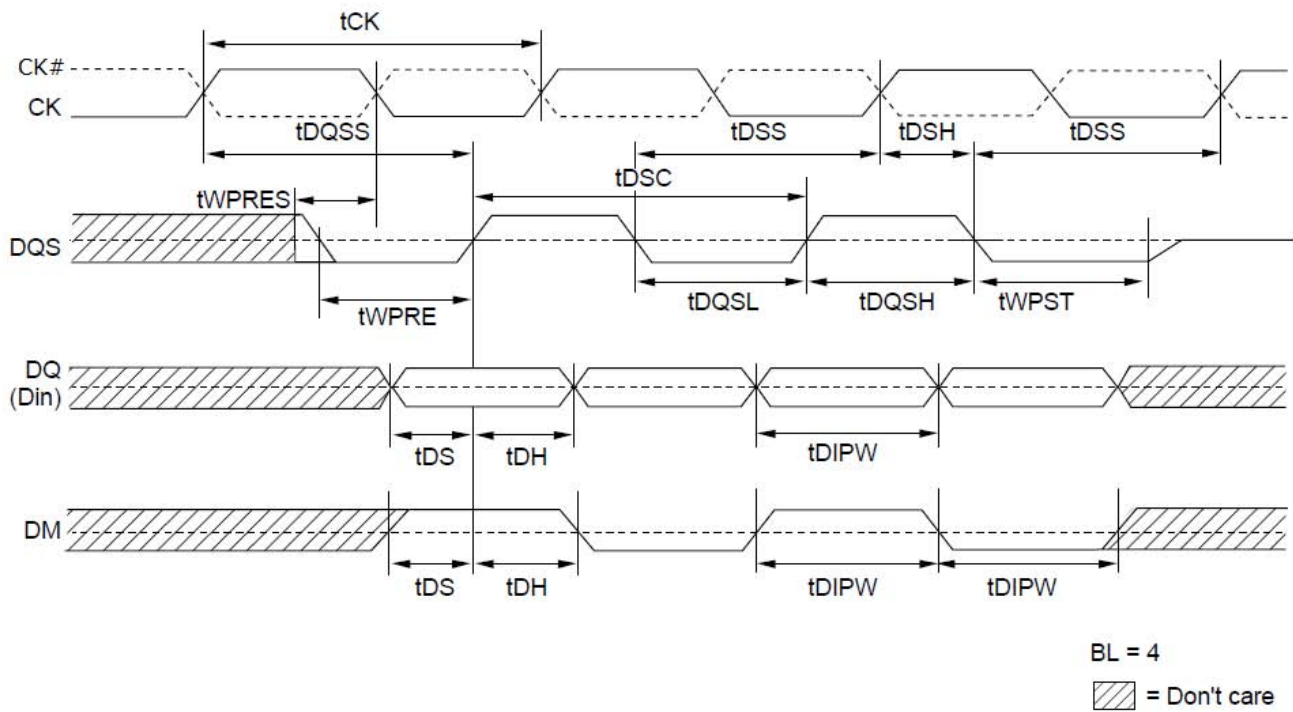 tCK
CK#
CK
tDQSS
tDSS
tDSH
tDSS
tWPRES
tDSC
DQS
tWPRE
tDQSL
tDQSH
tWPST
DQ
(Din)
tDS
tDH
tDIPW
DM
tDS
tDH
tDIPW
tDIPW
BL = 4
= Don't care